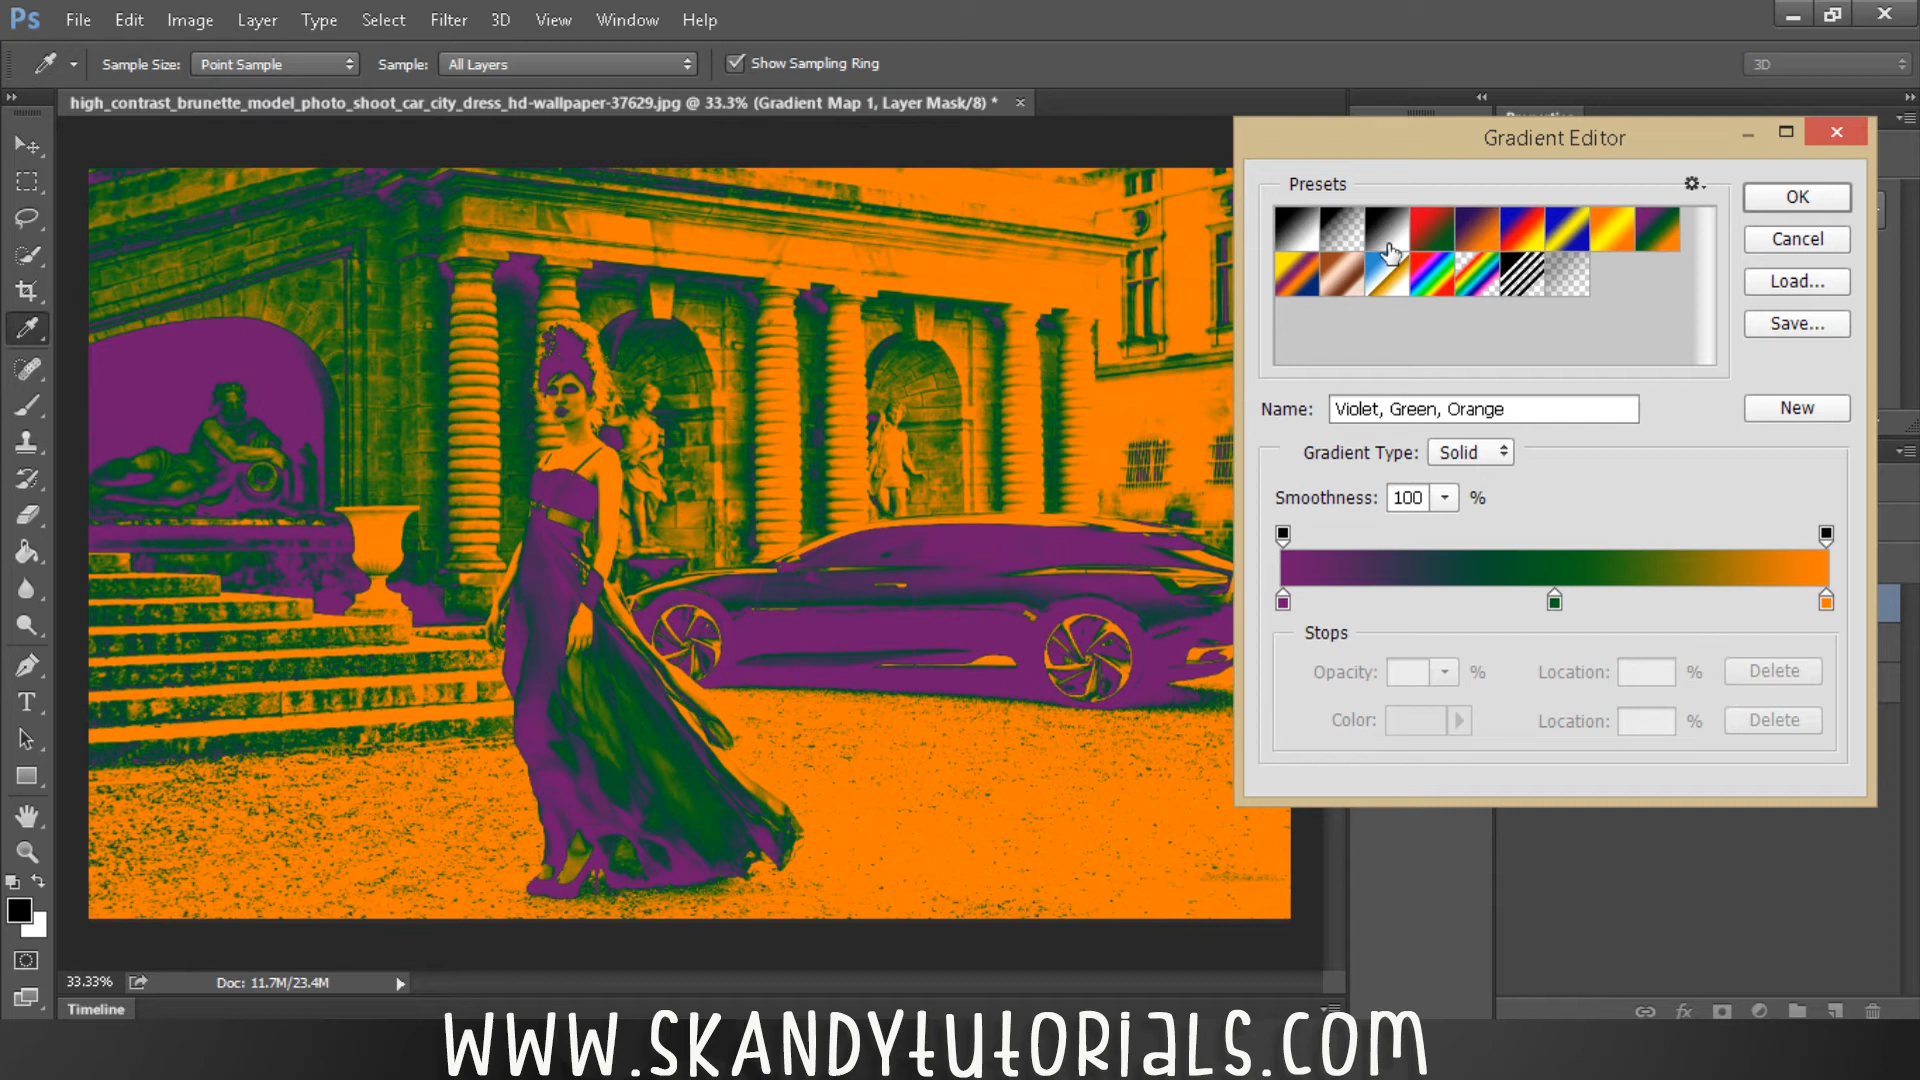 Ps File Edit Image Layer Type Select Filter 3D View Window Help
Sample Size: Point Sample Sample: All Layers Show Sampling Ring 3D
high_contrast_brunette_model_photo_shoot_car_city_dress_hd-wallpaper-37629.jpg @ 33.3% (Gradient Map 1, Layer Mask/8) *
Gradient Editor
Presets
OK
Cancel
Load...
Save...
Name: Violet, Green, Orange
New
Gradient Type: Solid
Smoothness: 100 %
Stops
Opacity: % Location: % Delete
Color: Location: % Delete
33.33% Doc: 11.7M/23.4M
Timeline
www.SKANDYTUTORIALS.COM